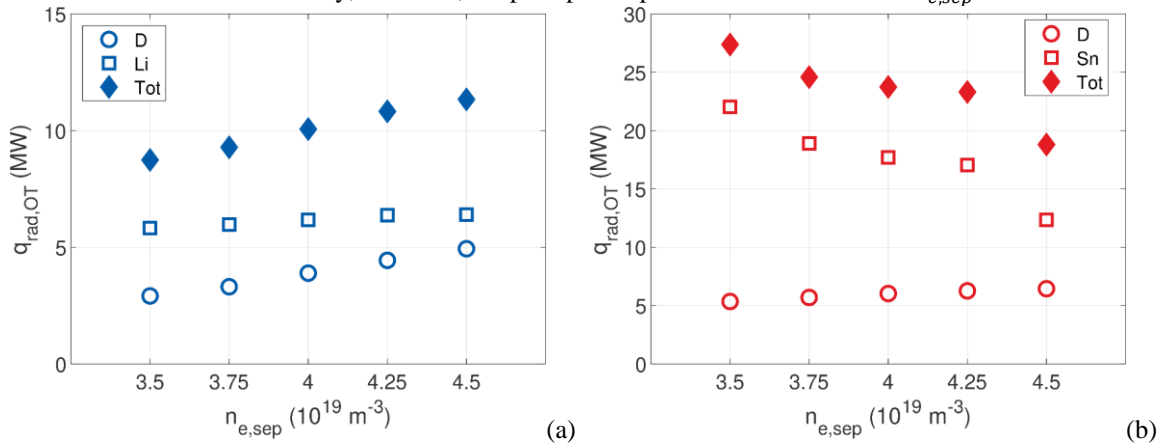 e,sep
15
10
5
0
q_rad,OT (MW)
D
Li
Tot
3.5 3.75 4 4.25 4.5
n_e,sep (10^19 m^-3)
(a)
30
25
20
15
10
5
0
q_rad,OT (MW)
D
Sn
Tot
3.5 3.75 4 4.25 4.5
n_e,sep (10^19 m^-3)
(b)